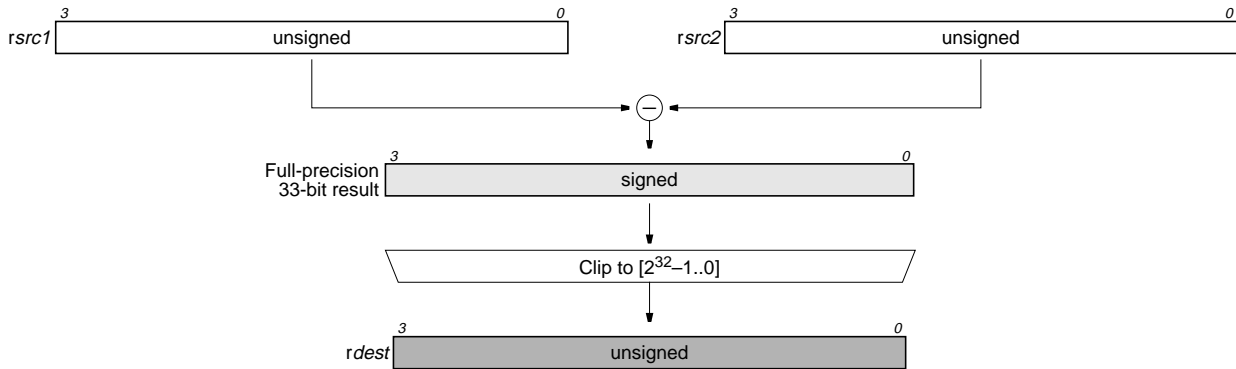 3 0 3 0
rsrc1 unsigned rsrc2 unsigned
−
3 0
Full-precision
33-bit result signed
Clip to [2³²–1..0]
3 0
rdest unsigned